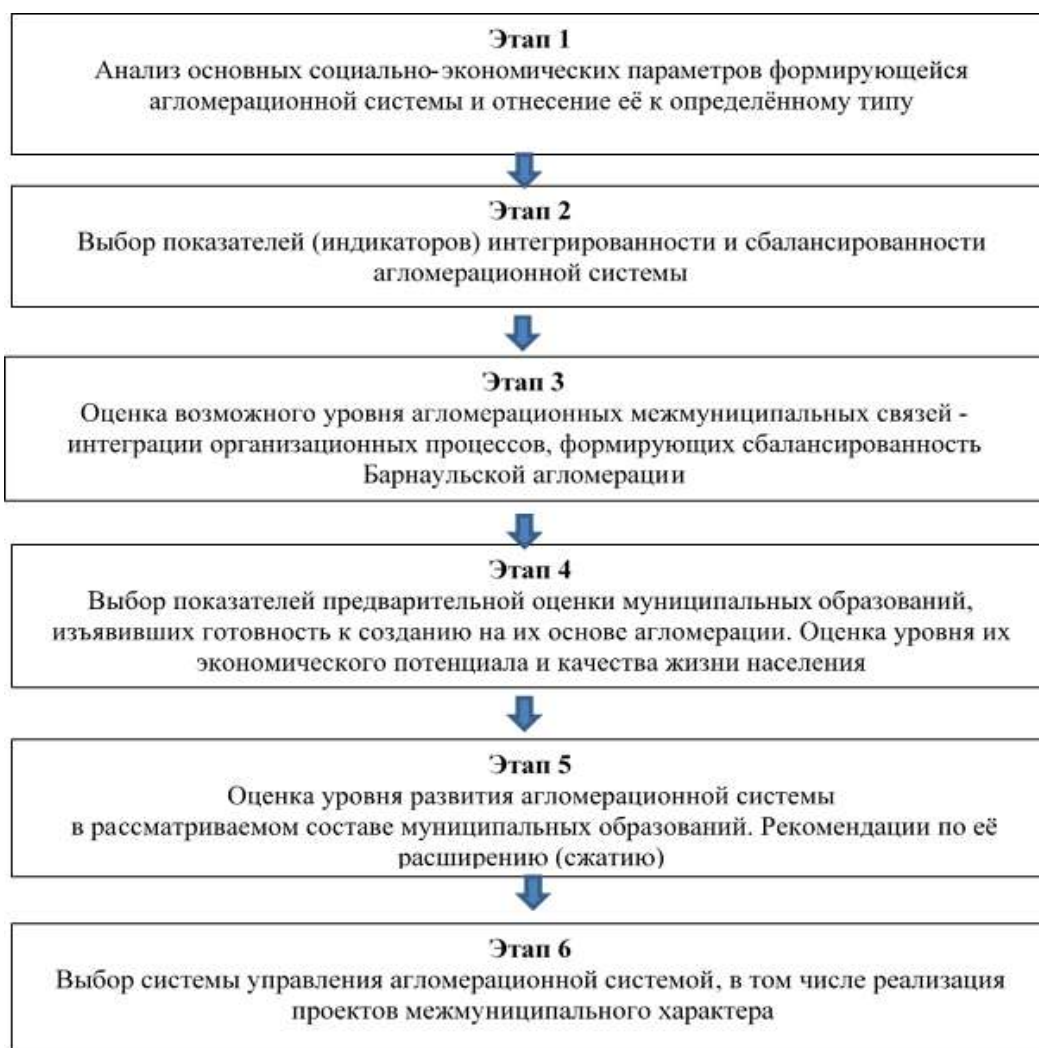 Этап 1
Анализ основных социально-экономических параметров формирующейся
агломерационной системы и отнесение её к определённому типу
Этап 2
Выбор показателей (индикаторов) интегрированности и сбалансированности
агломерационной системы
Этап 3
Оценка возможного уровня агломерационных межмуниципальных связей -
интеграции организационных процессов, формирующих сбалансированность
Барнаульской агломерации
Этап 4
Выбор показателей предварительной оценки муниципальных образований,
изъявивших готовность к созданию на их основе агломерации. Оценка уровня их
экономического потенциала и качества жизни населения
Этап 5
Оценка уровня развития агломерационной системы
в рассматриваемом составе муниципальных образований. Рекомендации по её
расширению (сжатию)
Этап 6
Выбор системы управления агломерационной системой, в том числе реализация
проектов межмуниципального характера